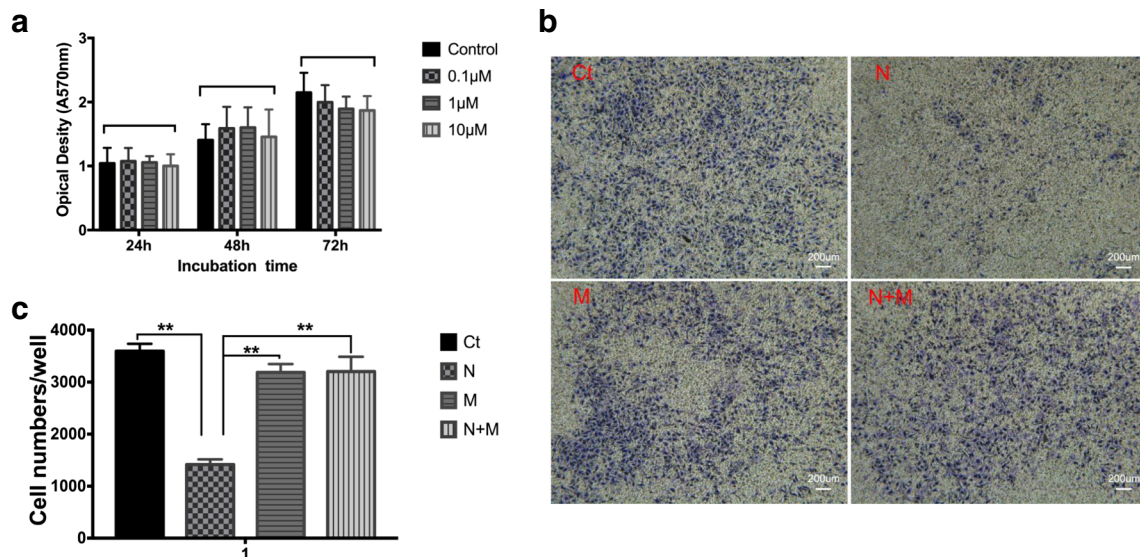 a
3
2
1
0
Opical Desity (A570nm)
24h
48h
72h
Incubation time
Control
0.1μM
1μM
10μM
b
Ct
200um
N
200um
M
200um
N+M
200um
c
4000
3000
2000
1000
0
Cell numbers/well
**
**
**
1
Ct
N
M
N+M